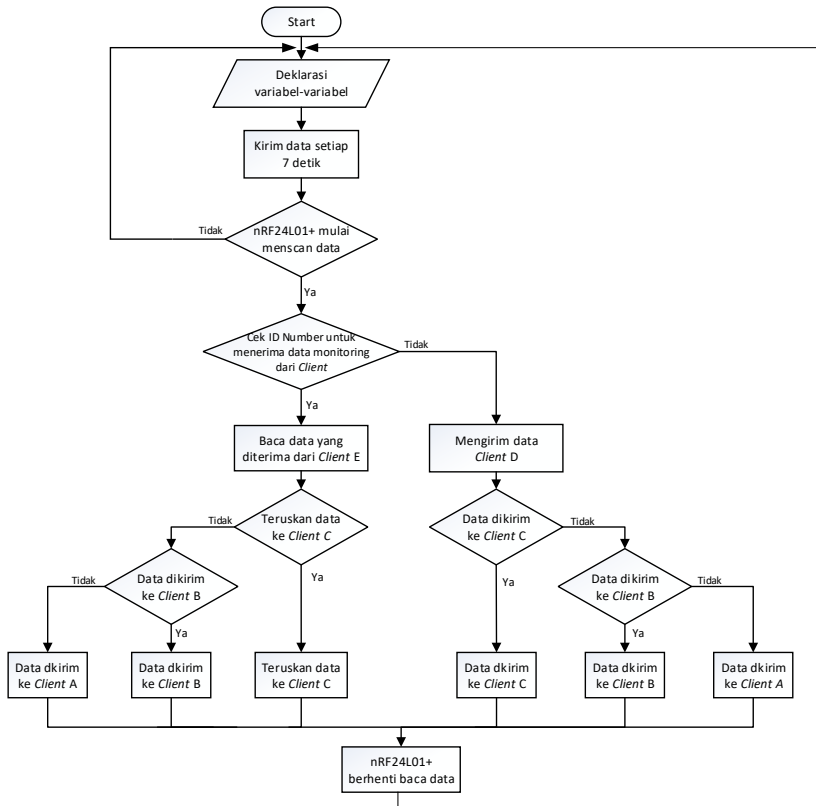 Start
Deklarasi
variabel-variabel
Kirim data setiap
7 detik
Tidak
nRF24L01+ mulai
menscan data
Ya
Cek ID Number untuk
menerima data monitoring
dari Client
Tidak
Ya
Baca data yang
diterima dari Client E
Mengirim data
Client D
Tidak
Teruskan data
ke Client C
Data dikirim
ke Client C
Tidak
Tidak
Data dikirim
ke Client B
Ya
Ya
Data dikirim
ke Client B
Tidak
Ya
Ya
Data dkirim
ke Client A
Data dkirim
ke Client B
Teruskan data
ke Client C
Data dkirim
ke Client C
Data dkirim
ke Client B
Data dkirim
ke Client A
nRF24L01+
berhenti baca data